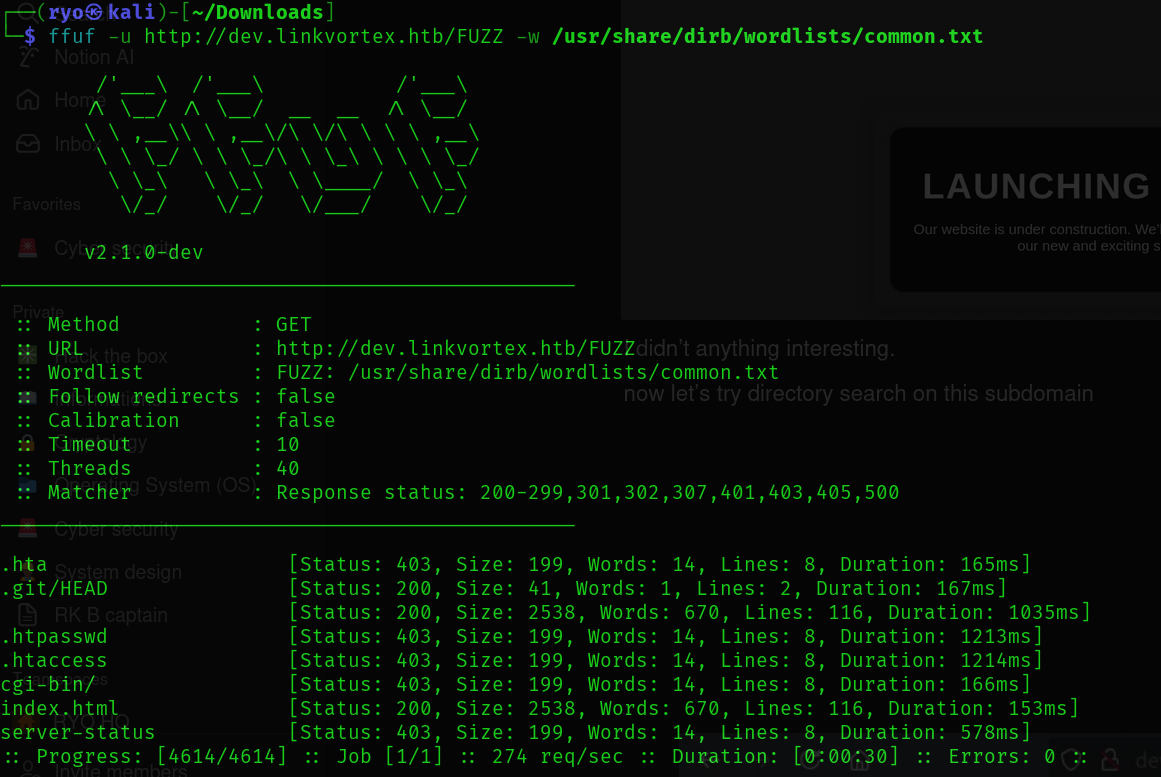 ┌──(ryo㉿kali)-[~/Downloads]
└─$ ffuf -u http://dev.linkvortex.htb/FUZZ -w /usr/share/dirb/wordlists/common.txt
Notion AI
Home
Inbox
Favorites
Cyber securit
v2.1.0-dev
LAUNCHING
Our website is under construction. We'
our new and exciting s
Private
:: Method : GET
:: URL : http://dev.linkvortex.htb/FUZZ
Hack the box
didn't anything interesting.
:: Wordlist : FUZZ: /usr/share/dirb/wordlists/common.txt
:: Follow redirects : false
now let's try directory search on this subdomain
:: Calibration : false
:: Timeout : 10
:: Threads : 40
:: Matcher : Response status: 200-299,301,302,307,401,403,405,500
Operating System (OS)
Cyber security
.hta [Status: 403, Size: 199, Words: 14, Lines: 8, Duration: 165ms]
System design
.git/HEAD [Status: 200, Size: 41, Words: 1, Lines: 2, Duration: 167ms]
[Status: 200, Size: 2538, Words: 670, Lines: 116, Duration: 1035ms]
RK B captain
.htpasswd [Status: 403, Size: 199, Words: 14, Lines: 8, Duration: 1213ms]
.htaccess [Status: 403, Size: 199, Words: 14, Lines: 8, Duration: 1214ms]
cgi-bin/ [Status: 403, Size: 199, Words: 14, Lines: 8, Duration: 166ms]
index.html [Status: 200, Size: 2538, Words: 670, Lines: 116, Duration: 153ms]
RYO HQ
server-status [Status: 403, Size: 199, Words: 14, Lines: 8, Duration: 578ms]
:: Progress: [4614/4614] :: Job [1/1] :: 274 req/sec :: Duration: [0:00:30] :: Errors: 0 ::
de
Invite members